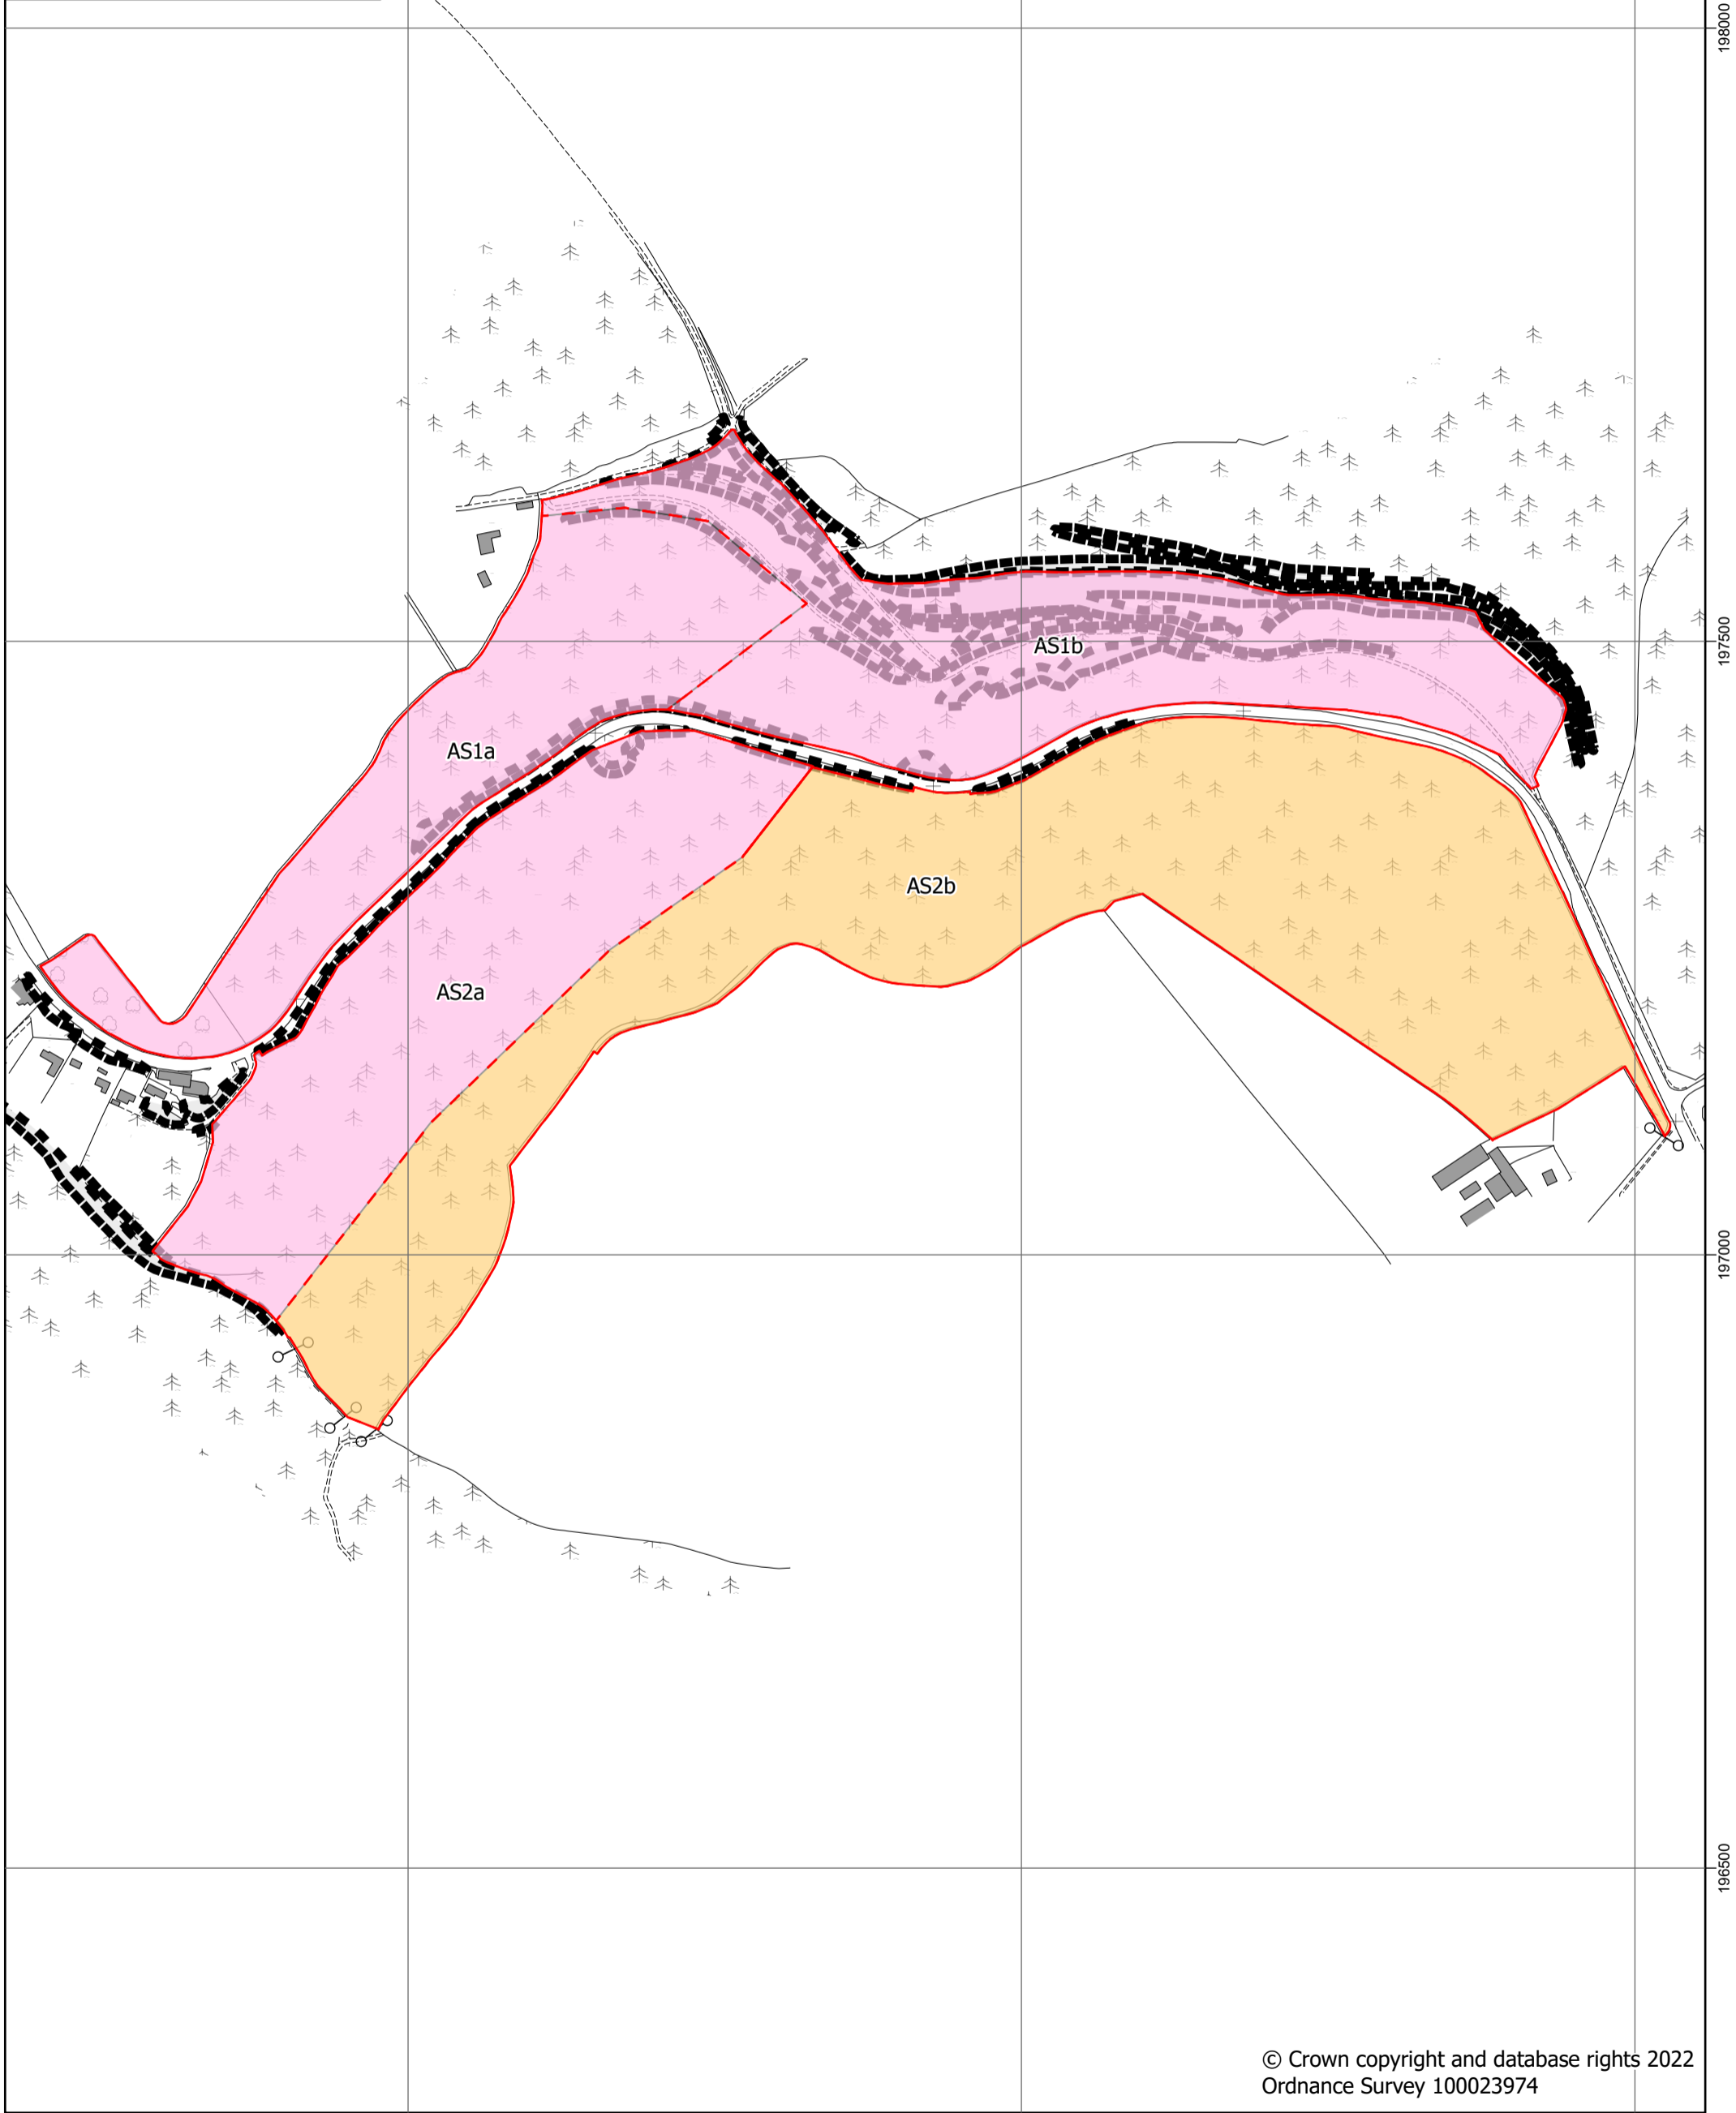 198000
197500
AS1b
AS1a
AS2b
AS2a
197000
196500
© Crown copyright and database rights 2022
Ordnance Survey 100023974